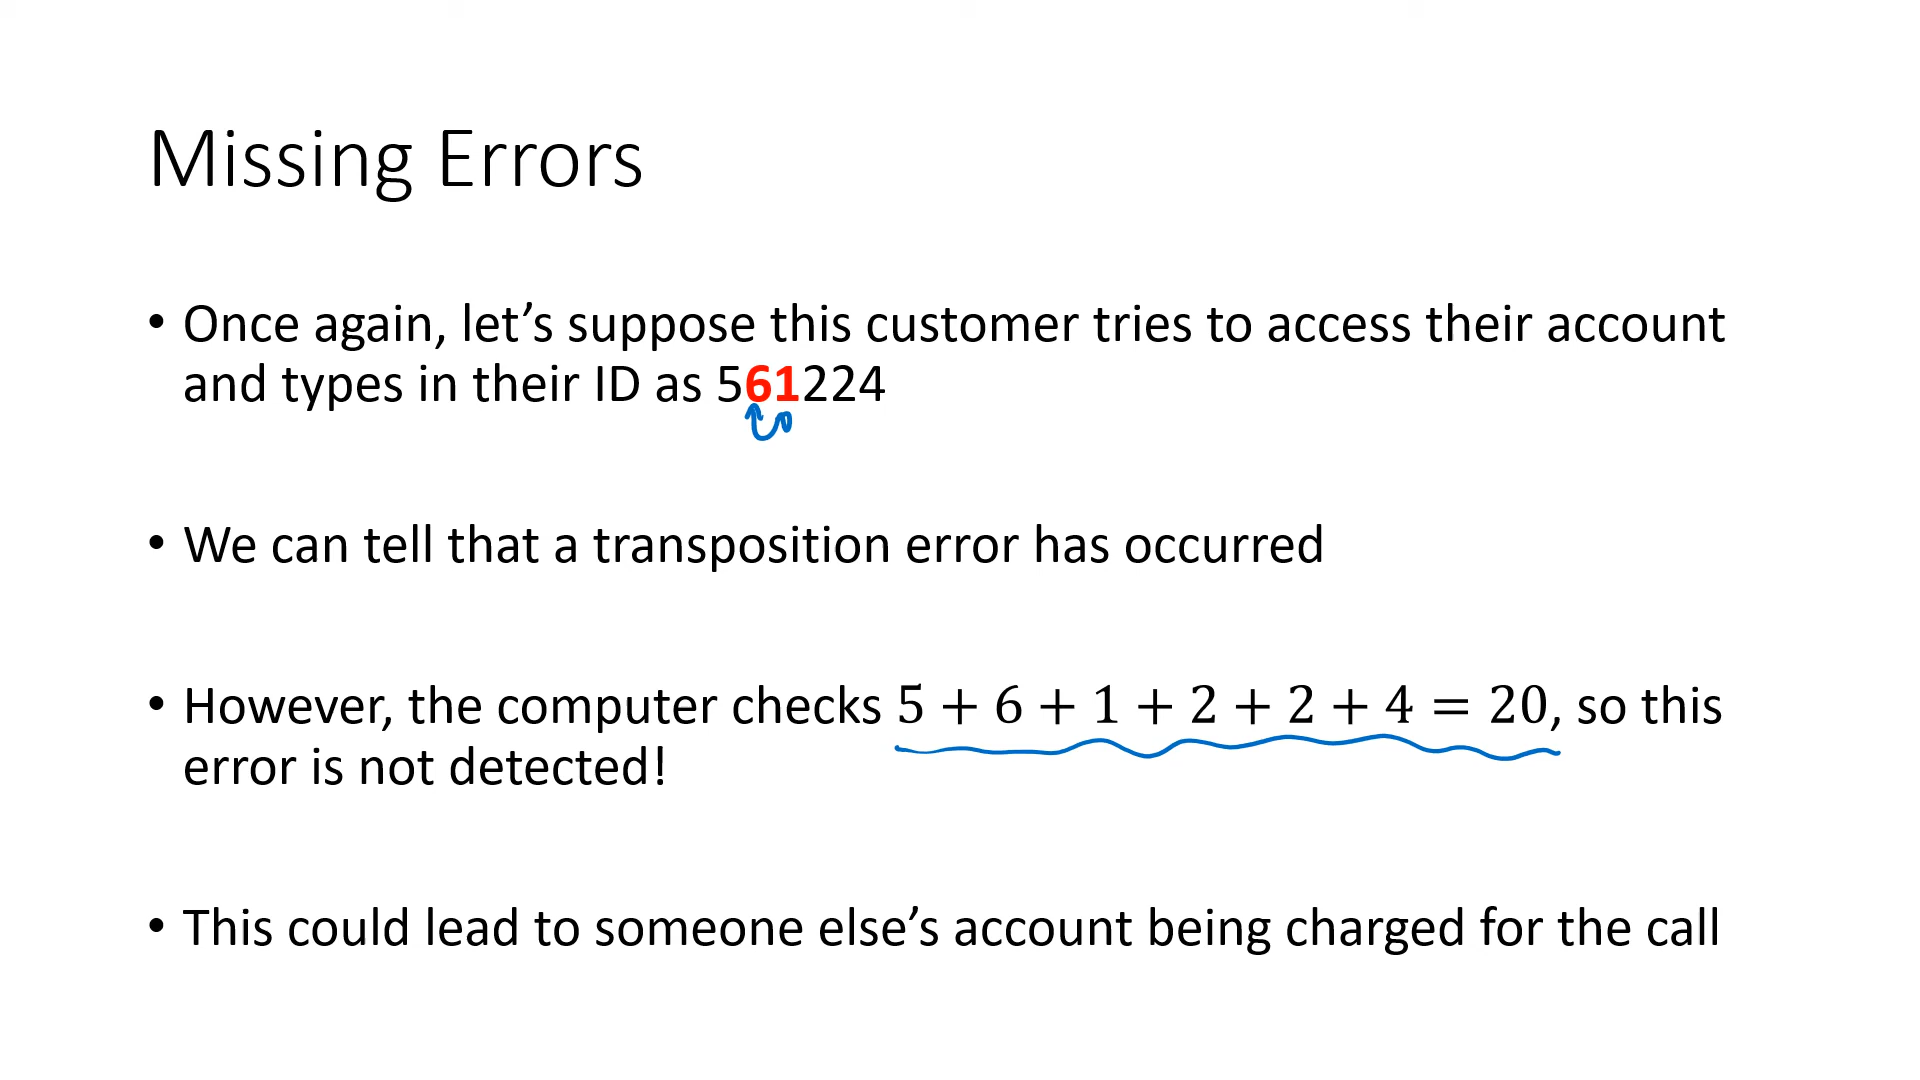 Missing Errors
• Once again, let’s suppose this customer tries to access their account
and types in their ID as 561224
• We can tell that a transposition error has occurred
• However, the computer checks 5 + 6 + 1 + 2 + 2 + 4 = 20, so this
error is not detected!
• This could lead to someone else’s account being charged for the call